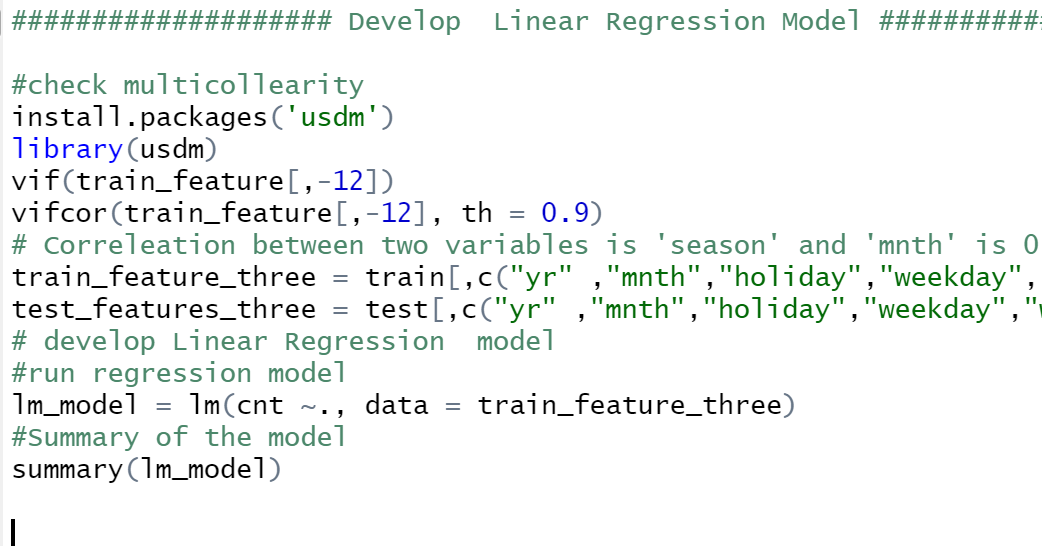 #################### Develop  Linear Regression Model ##########
#check multicollearity
install.packages('usdm')
library(usdm)
vif(train_feature[,-12])
vifcor(train_feature[,-12], th = 0.9)
# Correleation between two variables is 'season' and 'mnth' is 0
train_feature_three = train[,c("yr" ,"mnth","holiday","weekday",
test_features_three = test[,c("yr" ,"mnth","holiday","weekday","
# develop Linear Regression  model
#run regression model
lm_model = lm(cnt ~., data = train_feature_three)
#Summary of the model
summary(lm_model)